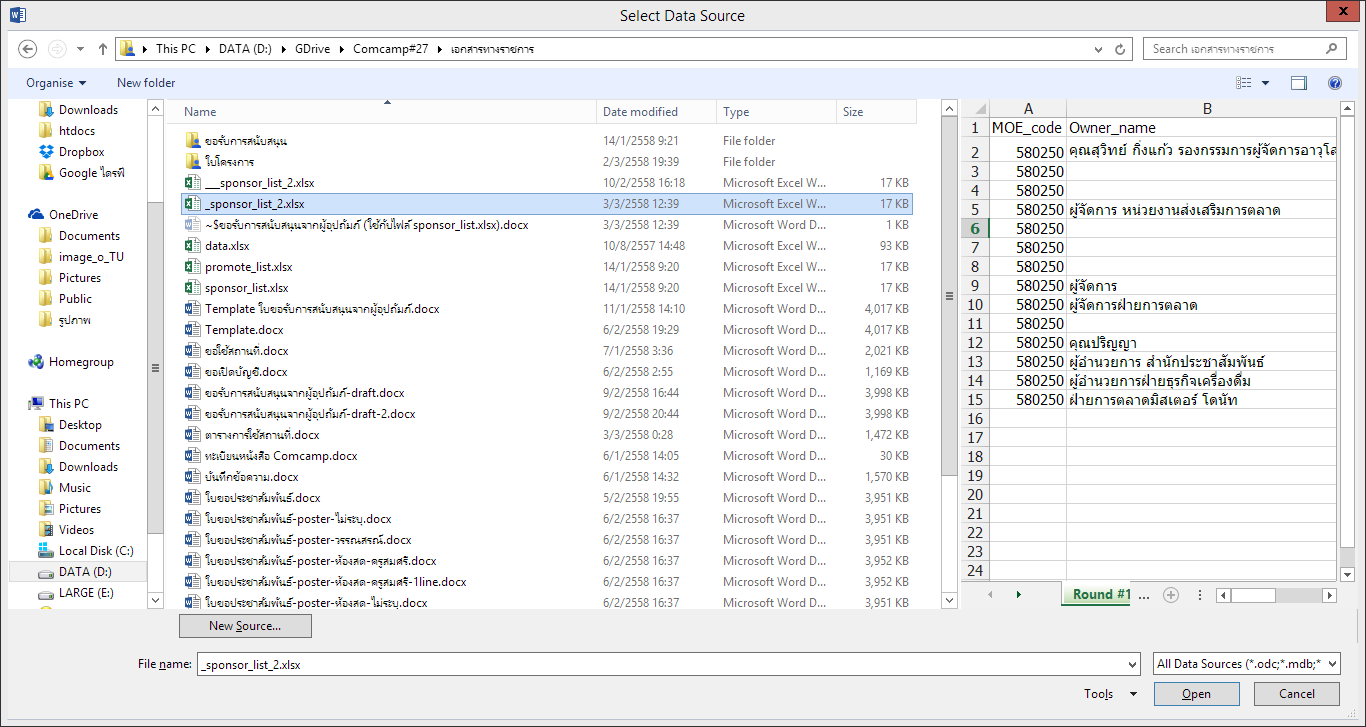 Select Data Source
This PC DATA (D:) GDrive Comcamp#27 เอกสารทางราชการ
Search เอกสารทางราชการ
Organise New folder
Downloads
htdocs
Dropbox
Google ไดรฟ์
OneDrive
Documents
image_o_TU
Pictures
Public
รูปภาพ
Homegroup
This PC
Desktop
Documents
Downloads
Music
Pictures
Videos
Local Disk (C:)
DATA (D:)
LARGE (E:)
Name Date modified Type Size
ขอรับการสนับสนุน 14/1/2558 9:21 File folder
ใบโครงการ 2/3/2558 19:39 File folder
___sponsor_list_2.xlsx 10/2/2558 16:18 Microsoft Excel W... 17 KB
_sponsor_list_2.xlsx 3/3/2558 12:39 Microsoft Excel W... 17 KB
~$ขอรับการสนับสนุนจากผู้อุปถัมภ์ (ใช้กับไฟล์ sponsor_list.xlsx).docx 3/3/2558 12:39 Microsoft Word D... 1 KB
data.xlsx 10/8/2557 14:48 Microsoft Excel W... 93 KB
promote_list.xlsx 14/1/2558 9:20 Microsoft Excel W... 17 KB
sponsor_list.xlsx 14/1/2558 9:20 Microsoft Excel W... 17 KB
Template ใบขอรับการสนับสนุนจากผู้อุปถัมภ์.docx 11/1/2558 14:10 Microsoft Word D... 4,017 KB
Template.docx 6/2/2558 19:29 Microsoft Word D... 4,017 KB
ขอใช้สถานที่.docx 7/1/2558 3:36 Microsoft Word D... 2,021 KB
ขอเปิดบัญชี.docx 6/2/2558 2:55 Microsoft Word D... 1,169 KB
ขอรับการสนับสนุนจากผู้อุปถัมภ์-draft.docx 9/2/2558 16:44 Microsoft Word D... 3,998 KB
ขอรับการสนับสนุนจากผู้อุปถัมภ์-draft-2.docx 9/2/2558 20:44 Microsoft Word D... 3,998 KB
ตารางการใช้สถานที่.docx 3/3/2558 0:28 Microsoft Word D... 1,472 KB
ทะเบียนหนังสือ Comcamp.docx 6/1/2558 14:05 Microsoft Word D... 30 KB
บันทึกข้อความ.docx 6/1/2558 14:32 Microsoft Word D... 1,570 KB
ใบขอประชาสัมพันธ์.docx 5/2/2558 19:55 Microsoft Word D... 3,951 KB
ใบขอประชาสัมพันธ์-poster-ไม่ระบุ.docx 6/2/2558 16:37 Microsoft Word D... 3,951 KB
ใบขอประชาสัมพันธ์-poster-วรรณสรณ์.docx 6/2/2558 16:37 Microsoft Word D... 3,951 KB
ใบขอประชาสัมพันธ์-poster-ห้องสด-ครูสมศรี.docx 6/2/2558 16:37 Microsoft Word D... 3,952 KB
ใบขอประชาสัมพันธ์-poster-ห้องสด-ครูสมศรี-1line.docx 6/2/2558 16:37 Microsoft Word D... 3,952 KB
ใบขอประชาสัมพันธ์-poster-ห้องสด-ไม่ระบุ.docx 6/2/2558 16:37 Microsoft Word D... 3,951 KB
A B
1 MOE_code Owner_name
2 580250 คุณสุวิทย์ กิ่งแก้ว รองกรรมการผู้จัดการอาวุโส
3 580250
4 580250
5 580250 ผู้จัดการ หน่วยงานส่งเสริมการตลาด
6 580250
7 580250
8 580250
9 580250 ผู้จัดการ
10 580250 ผู้จัดการฝ่ายการตลาด
11 580250
12 580250 คุณปริญญา
13 580250 ผู้อำนวยการ สำนักประชาสัมพันธ์
14 580250 ผู้อำนวยการฝ่ายธุรกิจเครื่องดื่ม
15 580250 ฝ่ายการตลาดมิสเตอร์ โดนัท
16
17
18
19
20
21
22
23
24
Round #1 ...
New Source...
File name: _sponsor_list_2.xlsx All Data Sources (*.odc;*.mdb;*
Tools Open Cancel